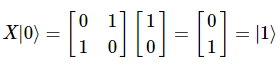 X|0⟩ = [0 1; 1 0] [1; 0] = [0; 1] = |1⟩